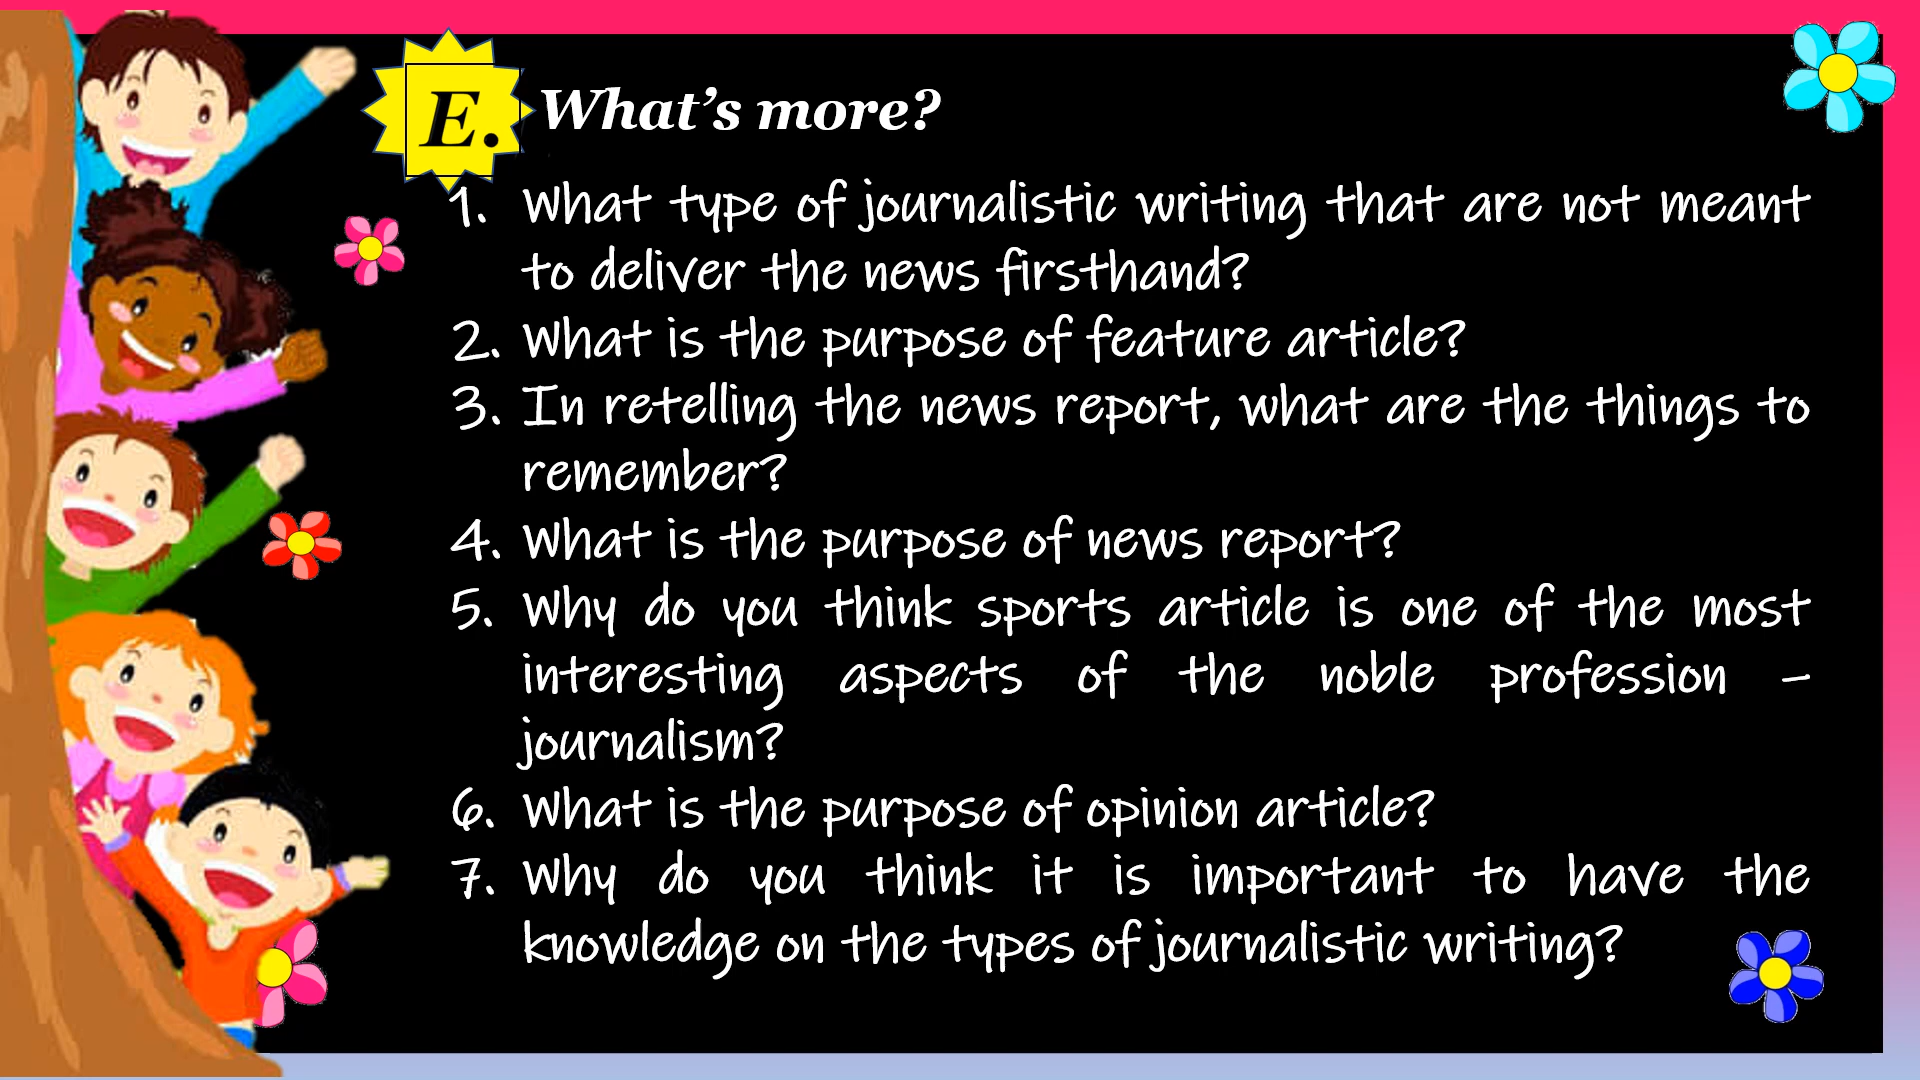 E. What's more?
1. What type of journalistic writing that are not meant
to deliver the news firsthand?
2. What is the purpose of feature article?
3. In retelling the news report, what are the things to
remember?
4. What is the purpose of news report?
5. Why do you think sports article is one of the most
interesting aspects of the noble profession –
journalism?
6. What is the purpose of opinion article?
7. Why do you think it is important to have the
knowledge on the types of journalistic writing?